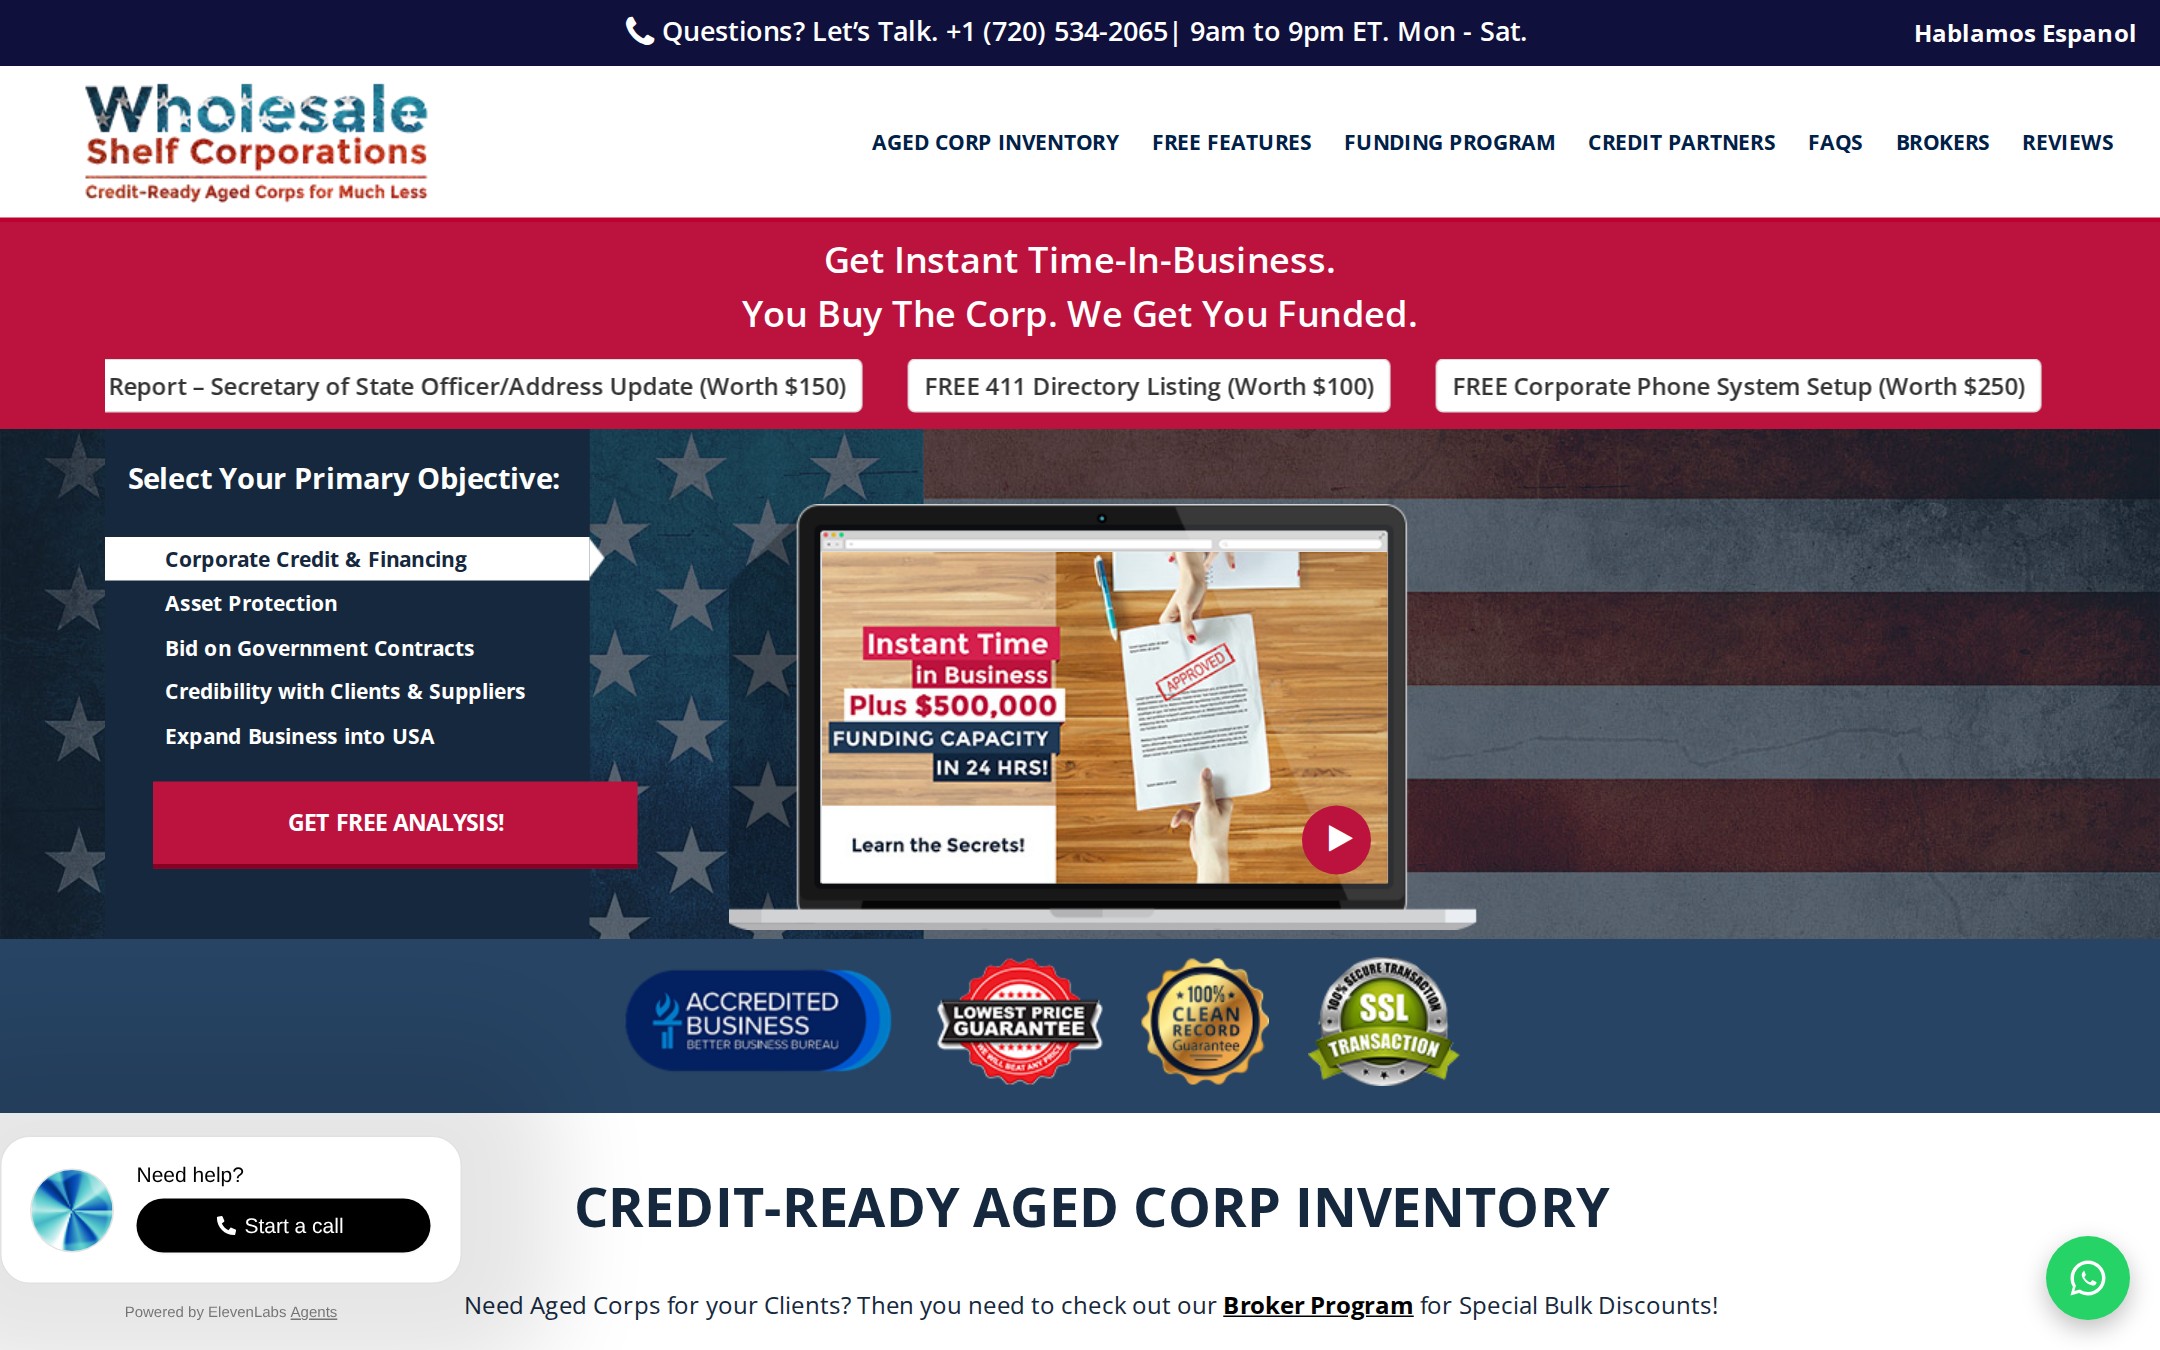 Questions? Let's Talk. +1 (720) 534-2065| 9am to 9pm ET. Mon - Sat.
Hablamos Espanol
Wholesale
Shelf Corporations
Credit-Ready Aged Corps for Much Less
AGED CORP INVENTORY FREE FEATURES FUNDING PROGRAM CREDIT PARTNERS FAQS BROKERS REVIEWS
Get Instant Time-In-Business.
You Buy The Corp. We Get You Funded.
Report – Secretary of State Officer/Address Update (Worth $150)
FREE 411 Directory Listing (Worth $100)
FREE Corporate Phone System Setup (Worth $250)
Select Your Primary Objective:
Corporate Credit & Financing
Asset Protection
Bid on Government Contracts
Credibility with Clients & Suppliers
Expand Business into USA
GET FREE ANALYSIS!
Instant Time
in Business
Plus $500,000
FUNDING CAPACITY
IN 24 HRS!
Learn the Secrets!
APPROVED
ACCREDITED
BUSINESS
BETTER BUSINESS BUREAU
LOWEST PRICE
GUARANTEE
WE WILL BEAT ANY PRICE
100%
CLEAN
RECORD
Guarantee
100% SECURE TRANSACTION
SSL
TRANSACTION
CREDIT-READY AGED CORP INVENTORY
Need Aged Corps for your Clients? Then you need to check out our Broker Program for Special Bulk Discounts!
Need help?
Start a call
Powered by ElevenLabs Agents